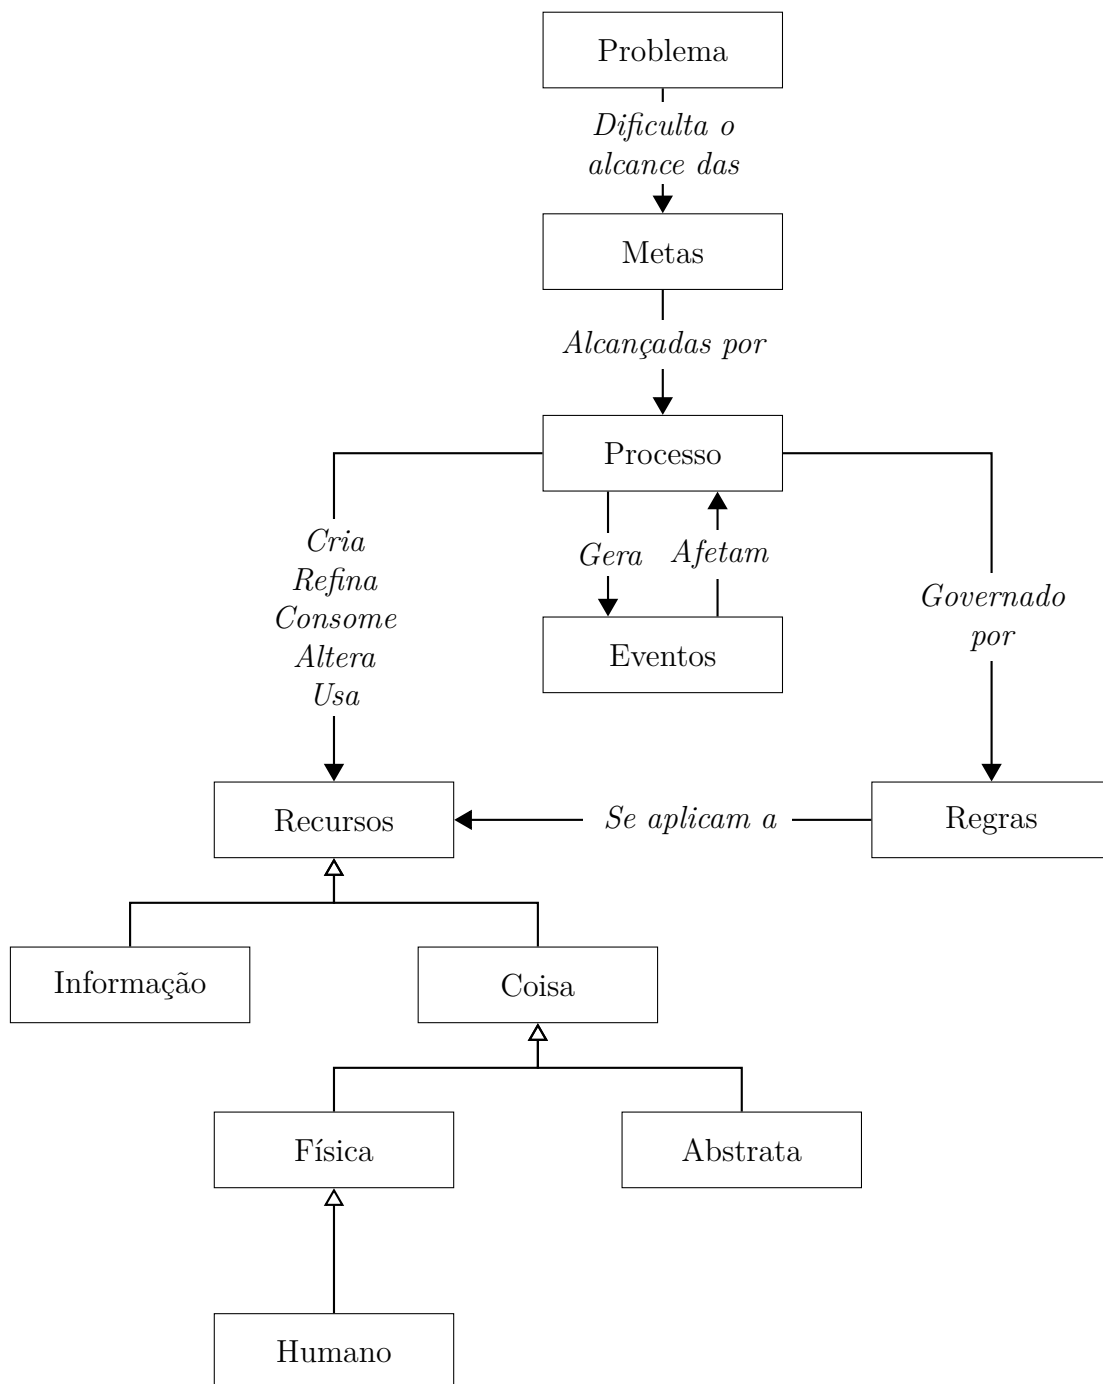 Problema
Dificulta o
alcance das
Metas
Alcançadas por
Processo
Cria
Refina
Consome
Altera
Usa
Gera
Afetam
Governado
por
Eventos
Recursos
Se aplicam a
Regras
Informação
Coisa
Física
Abstrata
Humano